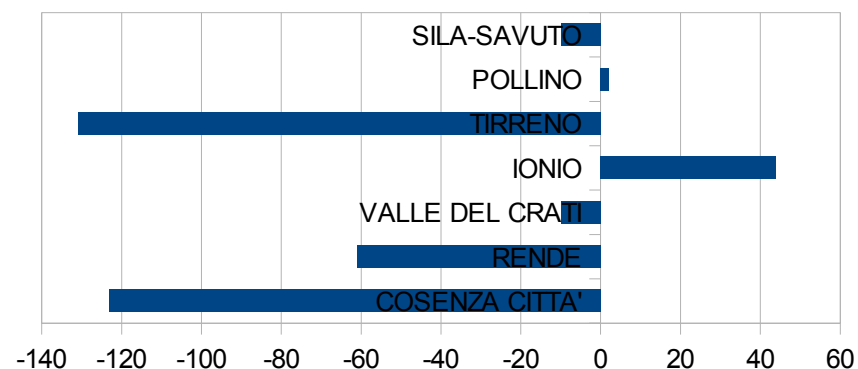 SILA-SAVUTO
POLLINO
TIRRENO
IONIO
VALLE DEL CRATI
RENDE
COSENZA CITTA'
-140 -120 -100 -80 -60 -40 -20 0 20 40 60